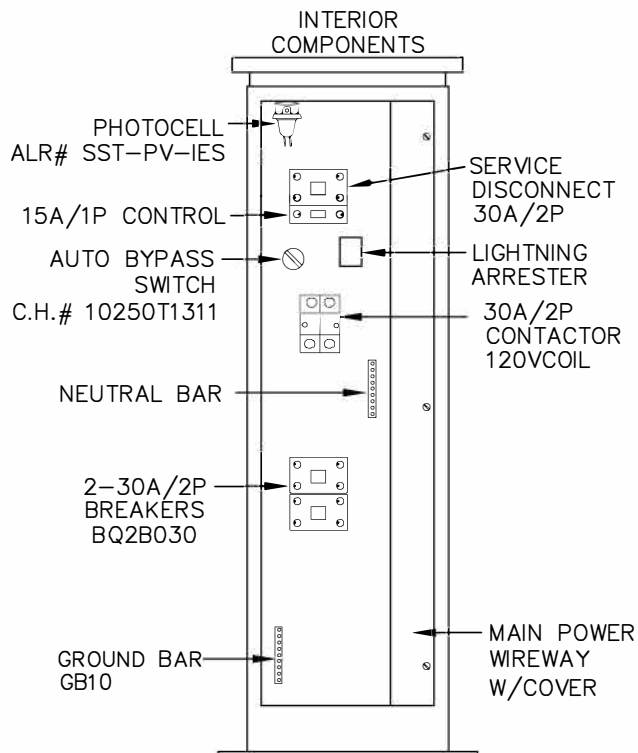 INTERIOR
COMPONENTS
PHOTOCELL
ALR# SST-PV-IES
SERVICE
DISCONNECT
30A/2P
15A/1P CONTROL
AUTO BYPASS
SWITCH
C.H.# 10250T1311
LIGHTNING
ARRESTER
30A/2P
CONTACTOR
120VCOIL
NEUTRAL BAR
2-30A/2P
BREAKERS
BQ2B030
GROUND BAR
GB10
MAIN POWER
WIREWAY
W/COVER